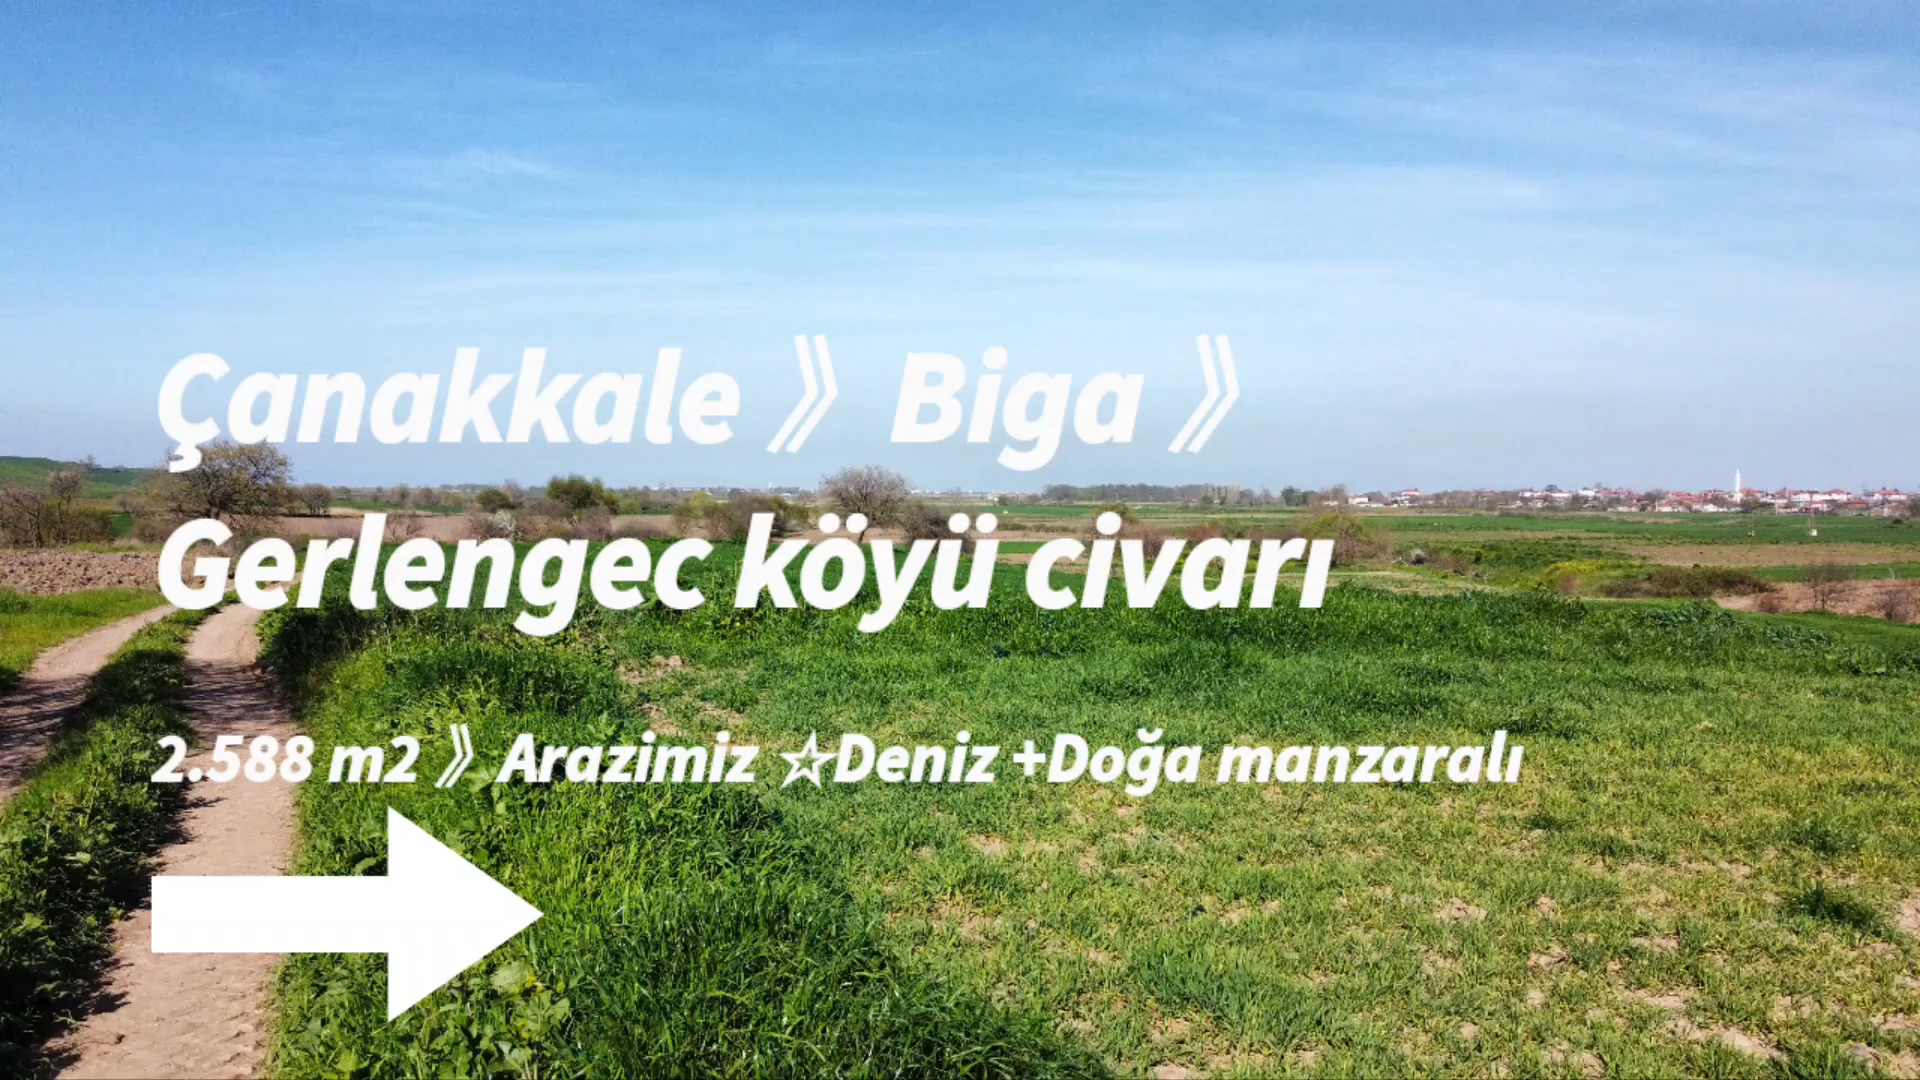 Çanakkale 》Biga 》
Gerlengec köyü civarı
2.588 m2 》Arazimiz ☆Deniz +Doğa manzaralı